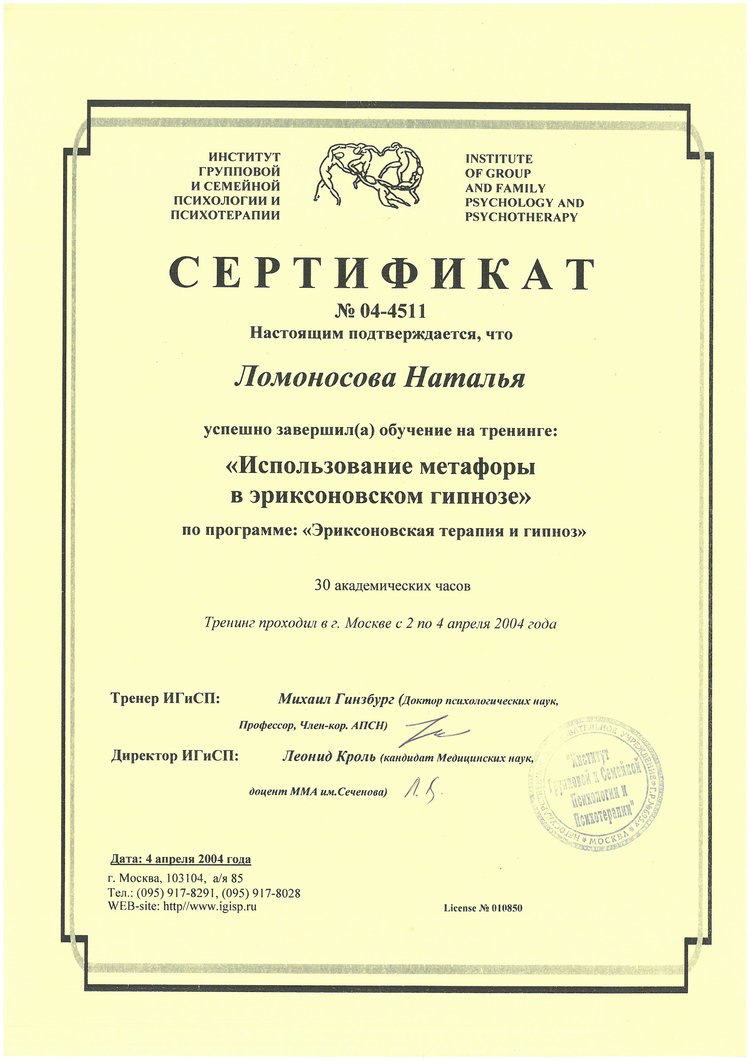 ИНСТИТУТ
ГРУППОВОЙ
И СЕМЕЙНОЙ
ПСИХОЛОГИИ И
ПСИХОТЕРАПИИ
INSTITUTE
OF GROUP
AND FAMILY
PSYCHOLOGY AND
PSYCHOTHERAPY
СЕРТИФИКАТ
№ 04-4511
Настоящим подтверждается, что
Ломоносова Наталья
успешно завершил(а) обучение на тренинге:
«Использование метафоры
в эриксоновском гипнозе»
по программе: «Эриксоновская терапия и гипноз»
30 академических часов
Тренинг проходил в г. Москве с 2 по 4 апреля 2004 года
Тренер ИГиСП: Михаил Гинзбург (Доктор психологических наук,
Профессор, Член-кор. АПСН)
Директор ИГиСП: Леонид Кроль (кандидат Медицинских наук,
доцент ММА им.Сеченова)
"Институт
Групповой и Семейной
Психологии и
Психотерапии"
МОСКВА
Дата: 4 апреля 2004 года
г. Москва, 103104, а/я 85
Тел.: (095) 917-8291, (095) 917-8028
WEB-site: http//www.igisp.ru
License № 010850